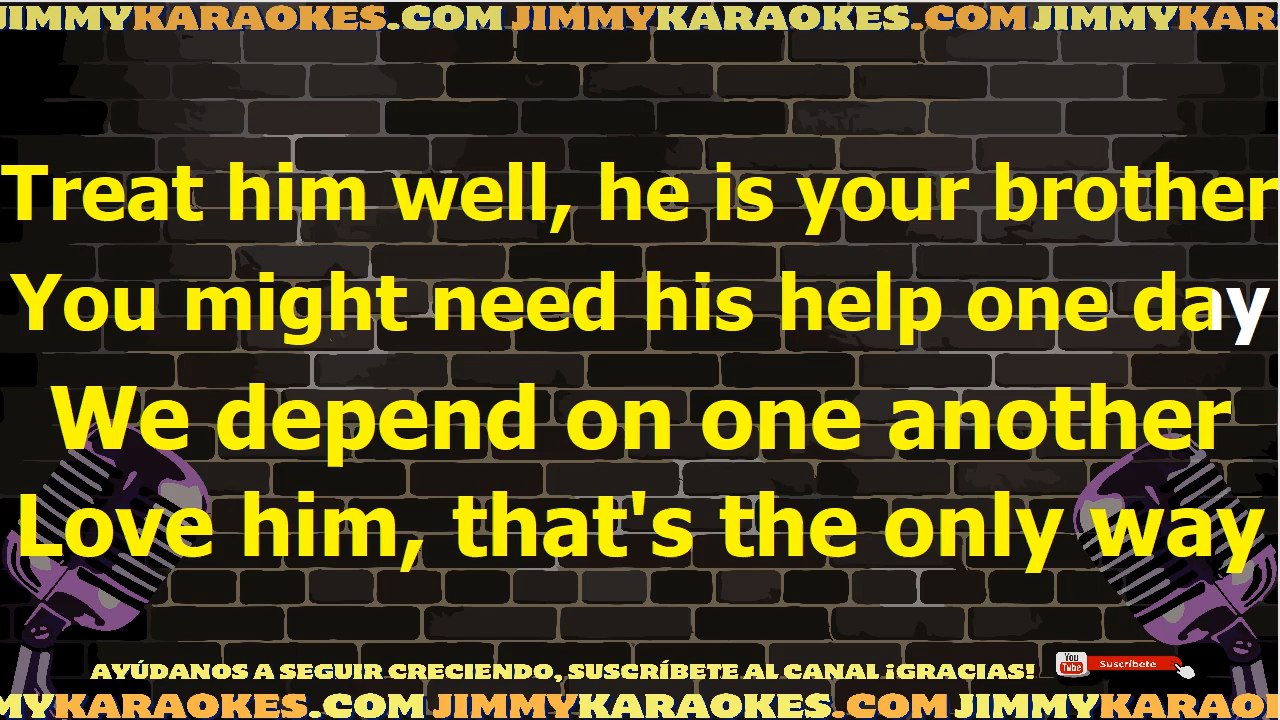 JIMMYKARAOKES.COM JIMMYKARAOKES.COM JIMMYKAR
Treat him well, he is your brother
You might need his help one day
We depend on one another
Love him, that's the only way
AYÚDANOS A SEGUIR CRECIENDO, SUSCRÍBETE AL CANAL ¡GRACIAS!
You Tube Suscríbete
MYKARAOKES.COM JIMMYKARAOKES.COM JIMMYKARAO